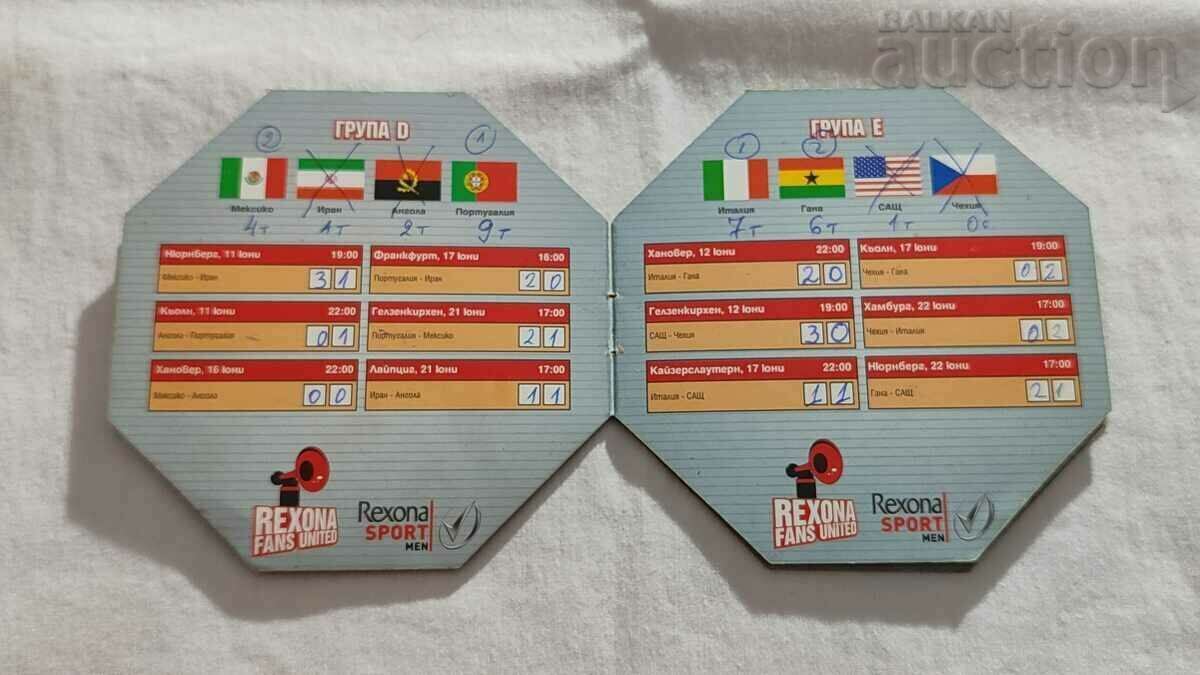 BALKAN
auction
ГРУПА D
2 1
Мексико Иран Ангола Португалия
4т 1т 2т 9т
Нюрнберг, 11 Юни 19:00
Мексико - Иран 3 1
Кьолн, 11 Юни 22:00
Ангола - Португалия 0 1
Хановер, 16 Юни 22:00
Мексико - Ангола 0 0
Франкфурт, 17 Юни 16:00
Португалия - Иран 2 0
Гелзенкирхен, 21 Юни 17:00
Португалия - Мексико 2 1
Лайпциг, 21 Юни 17:00
Иран - Ангола 1 1
REXONA
FANS UNITED
Rexona
SPORT
MEN
ГРУПА E
1 2
Италия Гана САЩ Чехия
7т 6т 1т
Хановер, 12 Юни 22:00
Италия - Гана 2 0
Гелзенкирхен, 12 Юни 19:00
САЩ - Чехия 3 0
Кайзерслаутерн, 17 Юни 22:00
Италия - САЩ 1 1
Кьолн, 17 Юни 19:00
Чехия - Гана 0 2
Хамбург, 22 Юни 17:00
Чехия - Италия 0 2
Нюрнберг, 22 Юни 17:00
Гана - САЩ 2 1
REXONA
FANS UNITED
Rexona
SPORT
MEN